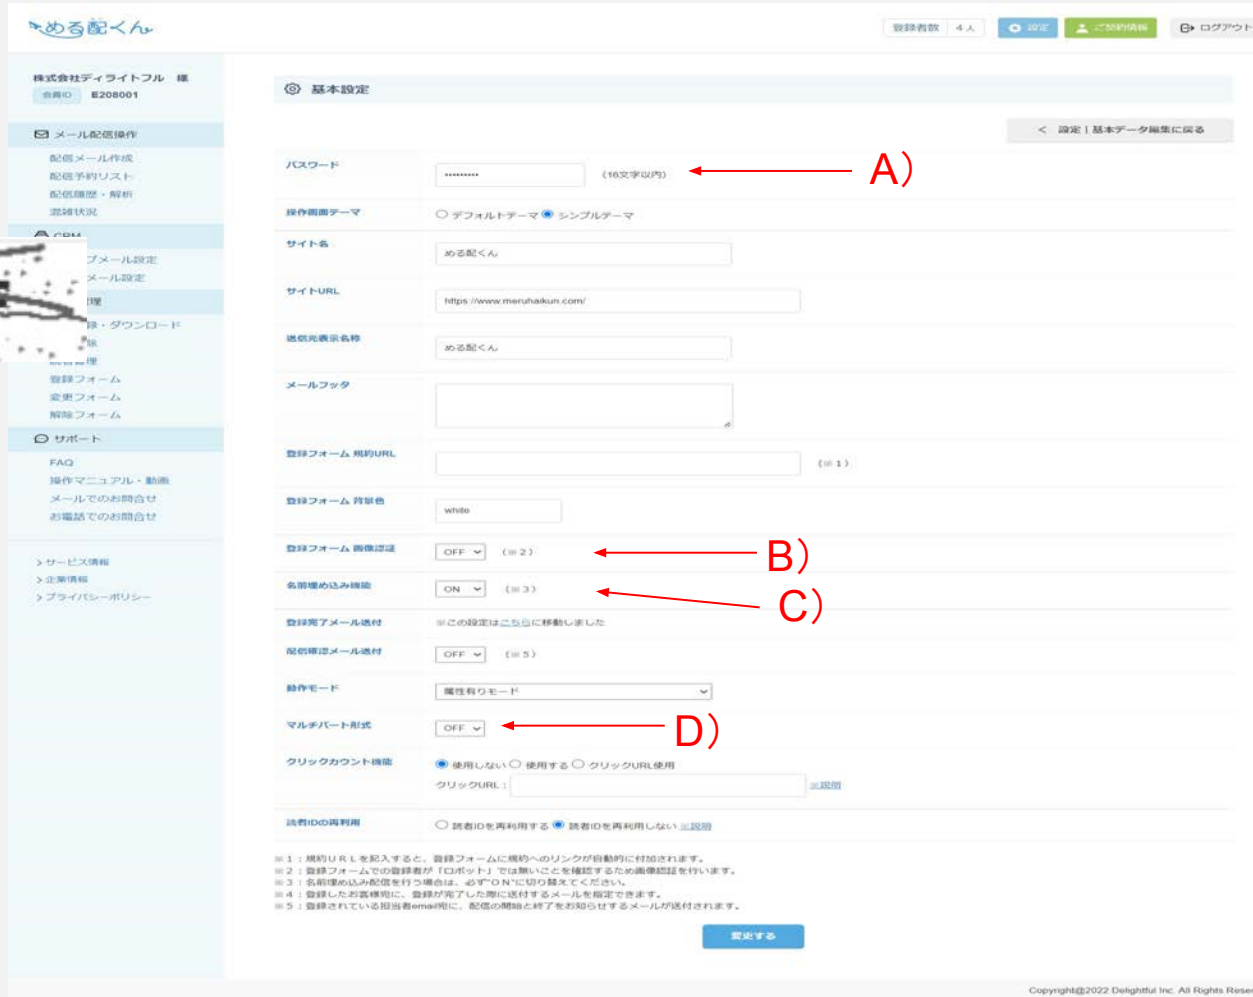 める配くん
登録者数 4人 設定 ご契約情報 ログアウト
株式会社ディライトフル 様
会員ID E208001
メール配信操作
配信メール作成
配信予約リスト
配信履歴・解析
混雑状況
CRM
プメール設定
メール設定
理
録・ダウンロード
除
管理
登録フォーム
変更フォーム
解除フォーム
サポート
FAQ
操作マニュアル・動画
メールでのお問合せ
お電話でのお問合せ
> サービス情報
> 企業情報
> プライバシーポリシー
基本設定
< 設定 | 基本データ編集に戻る
パスワード ••••••••• (16文字以内) A)
操作画面テーマ デフォルトテーマ シンプルテーマ
サイト名 める配くん
サイトURL https://www.meruhaikun.com/
送信元表示名称 める配くん
メールフッタ
登録フォーム 規約URL (※1)
登録フォーム 背景色 white
登録フォーム 画像認証 OFF (※2) B)
名前埋め込み機能 ON (※3) C)
登録完了メール送付 ※この設定はこちらに移動しました
配信確認メール送付 OFF (※5)
動作モード 属性有りモード
マルチパート形式 OFF D)
クリックカウント機能 使用しない 使用する クリックURL使用
クリックURL: ※説明
読者IDの再利用 読者IDを再利用する 読者IDを再利用しない ※説明
※1:規約URLを記入すると、登録フォームに規約へのリンクが自動的に付加されます。
※2:登録フォームでの登録者が「ロボット」では無いことを確認するため画像認証を行います。
※3:名前埋め込み配信を行う場合は、必ず"ON"に切り替えてください。
※4:登録したお客様宛に、登録が完了した際に送付するメールを指定できます。
※5:登録されている担当者email宛に、配信の開始と終了をお知らせするメールが送付されます。
変更する
Copyright@2022 Delightful Inc. All Rights Reser